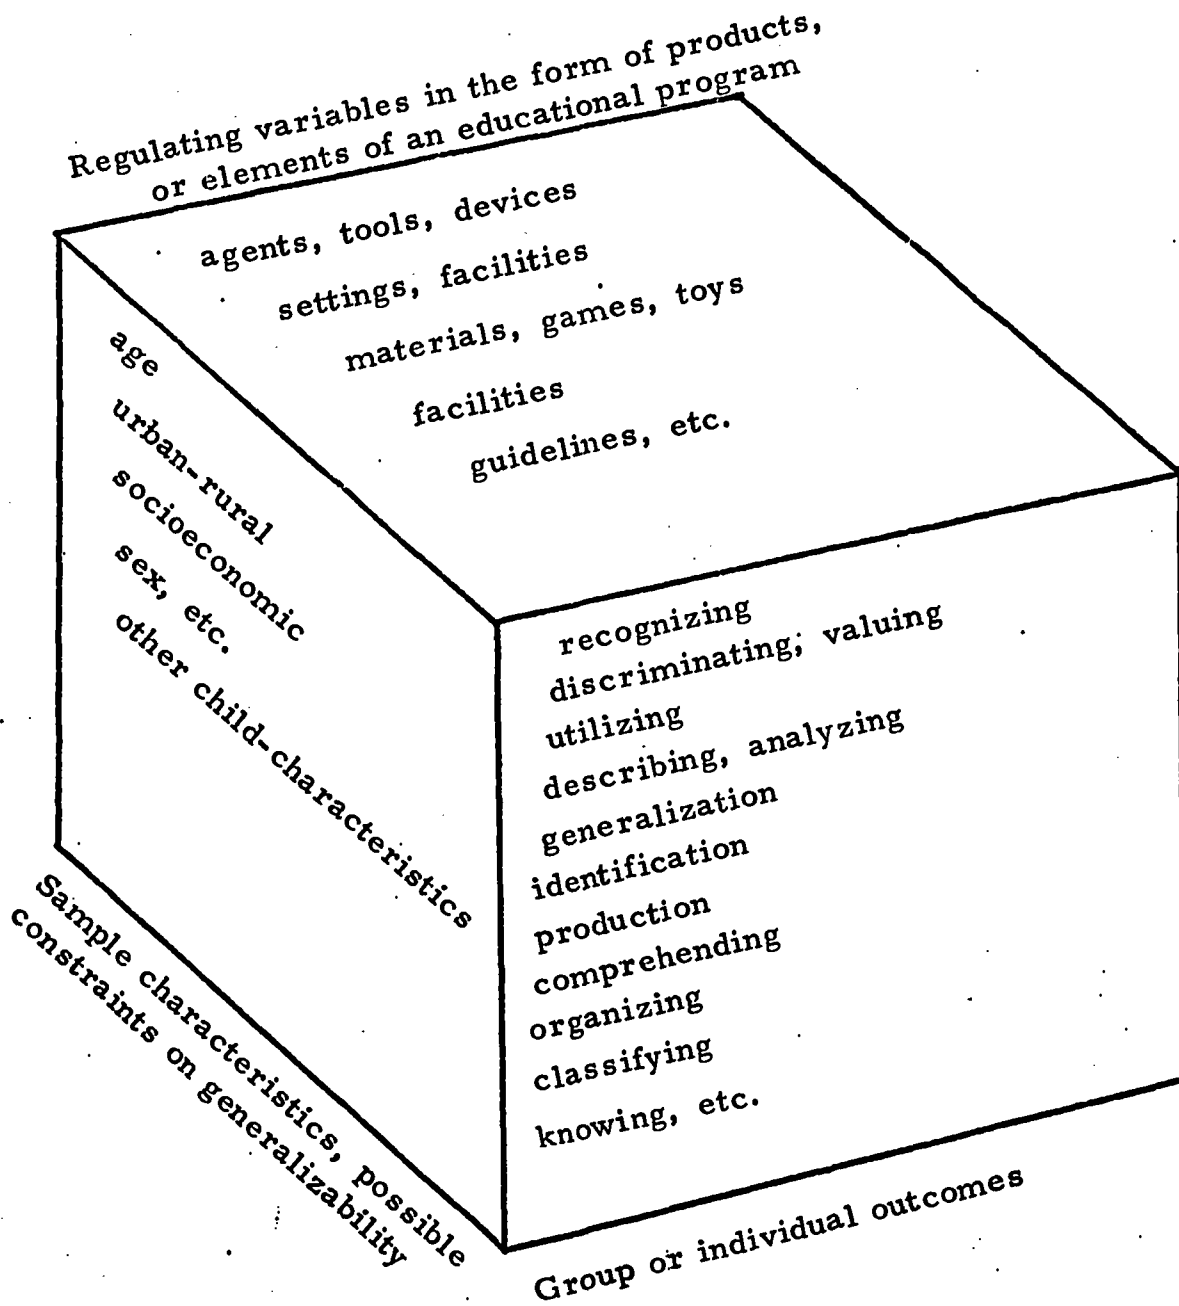 Regulating variables in the form of products,
or elements of an educational program
agents, tools, devices
settings, facilities
materials, games, toys
facilities
guidelines, etc.
age
urban-rural
socioeconomic
sex, etc.
other child-characteristics
Sample characteristics, possible
constraints on generalizability
recognizing
discriminating; valuing
utilizing
describing, analyzing
generalization
identification
production
comprehending
organizing
classifying
knowing, etc.
Group or individual outcomes